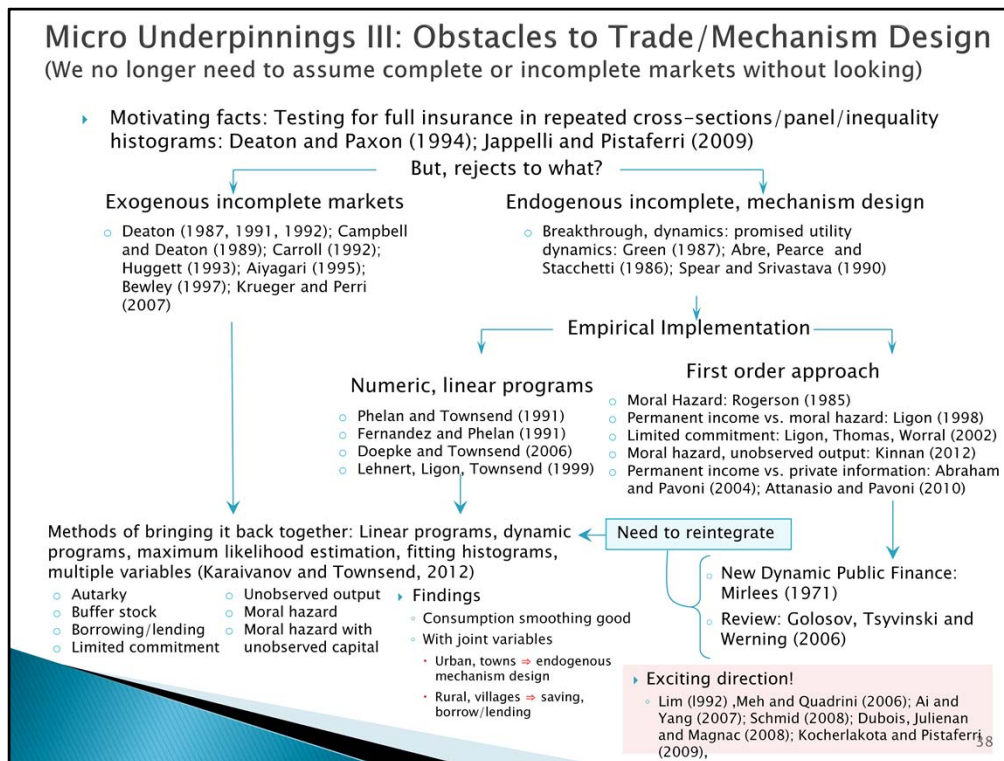 Micro Underpinnings III: Obstacles to Trade/Mechanism Design
(We no longer need to assume complete or incomplete markets without looking)
Motivating facts: Testing for full insurance in repeated cross-sections/panel/inequality
histograms: Deaton and Paxon (1994); Jappelli and Pistaferri (2009)
But, rejects to what?
Exogenous incomplete markets
Deaton (1987, 1991, 1992); Campbell
and Deaton (1989); Carroll (1992);
Huggett (1993); Aiyagari (1995);
Bewley (1997); Krueger and Perri
(2007)
Endogenous incomplete, mechanism design
Breakthrough, dynamics: promised utility
dynamics: Green (1987); Abre, Pearce and
Stacchetti (1986); Spear and Srivastava (1990)
Empirical Implementation
Numeric, linear programs
Phelan and Townsend (1991)
Fernandez and Phelan (1991)
Doepke and Townsend (2006)
Lehnert, Ligon, Townsend (1999)
First order approach
Moral Hazard: Rogerson (1985)
Permanent income vs. moral hazard: Ligon (1998)
Limited commitment: Ligon, Thomas, Worral (2002)
Moral hazard, unobserved output: Kinnan (2012)
Permanent income vs. private information: Abraham
and Pavoni (2004); Attanasio and Pavoni (2010)
Methods of bringing it back together: Linear programs, dynamic
programs, maximum likelihood estimation, fitting histograms,
multiple variables (Karaivanov and Townsend, 2012)
Autarky
Buffer stock
Borrowing/lending
Limited commitment
Unobserved output
Moral hazard
Moral hazard with
unobserved capital
Findings
Consumption smoothing good
With joint variables
Urban, towns ⇒ endogenous
mechanism design
Rural, villages ⇒ saving,
borrow/lending
Need to reintegrate
New Dynamic Public Finance:
Mirlees (1971)
Review: Golosov, Tsyvinski and
Werning (2006)
Exciting direction!
Lim (l992) ,Meh and Quadrini (2006); Ai and
Yang (2007); Schmid (2008); Dubois, Julienan
and Magnac (2008); Kocherlakota and Pistaferri
(2009),
38